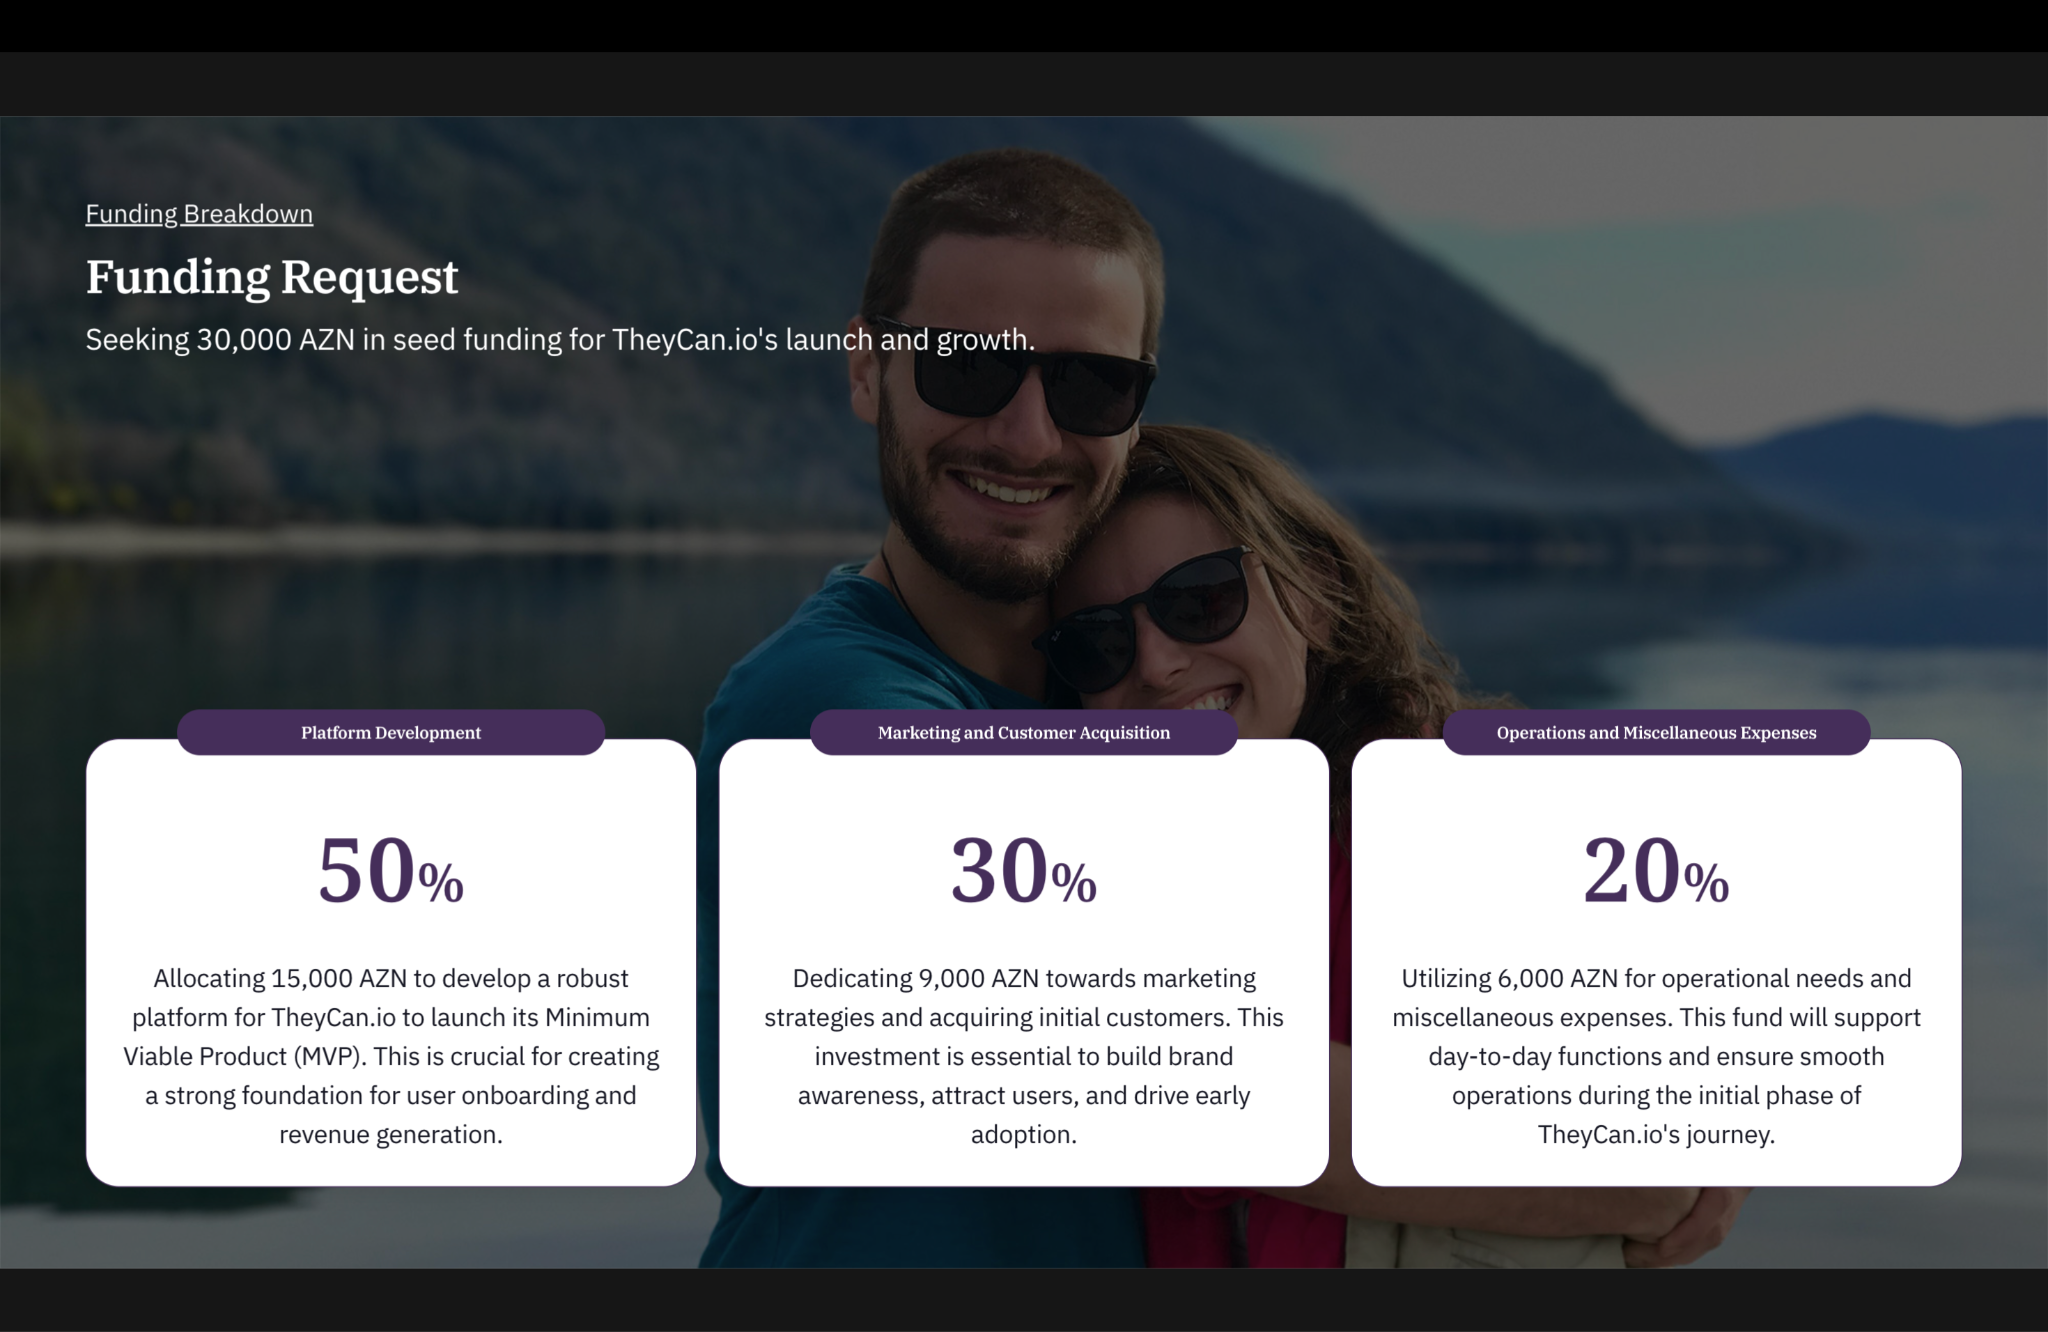 Funding Breakdown
Funding Request
Seeking 30,000 AZN in seed funding for TheyCan.io's launch and growth.
Platform Development
50%
Allocating 15,000 AZN to develop a robust
platform for TheyCan.io to launch its Minimum
Viable Product (MVP). This is crucial for creating
a strong foundation for user onboarding and
revenue generation.
Marketing and Customer Acquisition
30%
Dedicating 9,000 AZN towards marketing
strategies and acquiring initial customers. This
investment is essential to build brand
awareness, attract users, and drive early
adoption.
Operations and Miscellaneous Expenses
20%
Utilizing 6,000 AZN for operational needs and
miscellaneous expenses. This fund will support
day-to-day functions and ensure smooth
operations during the initial phase of
TheyCan.io's journey.